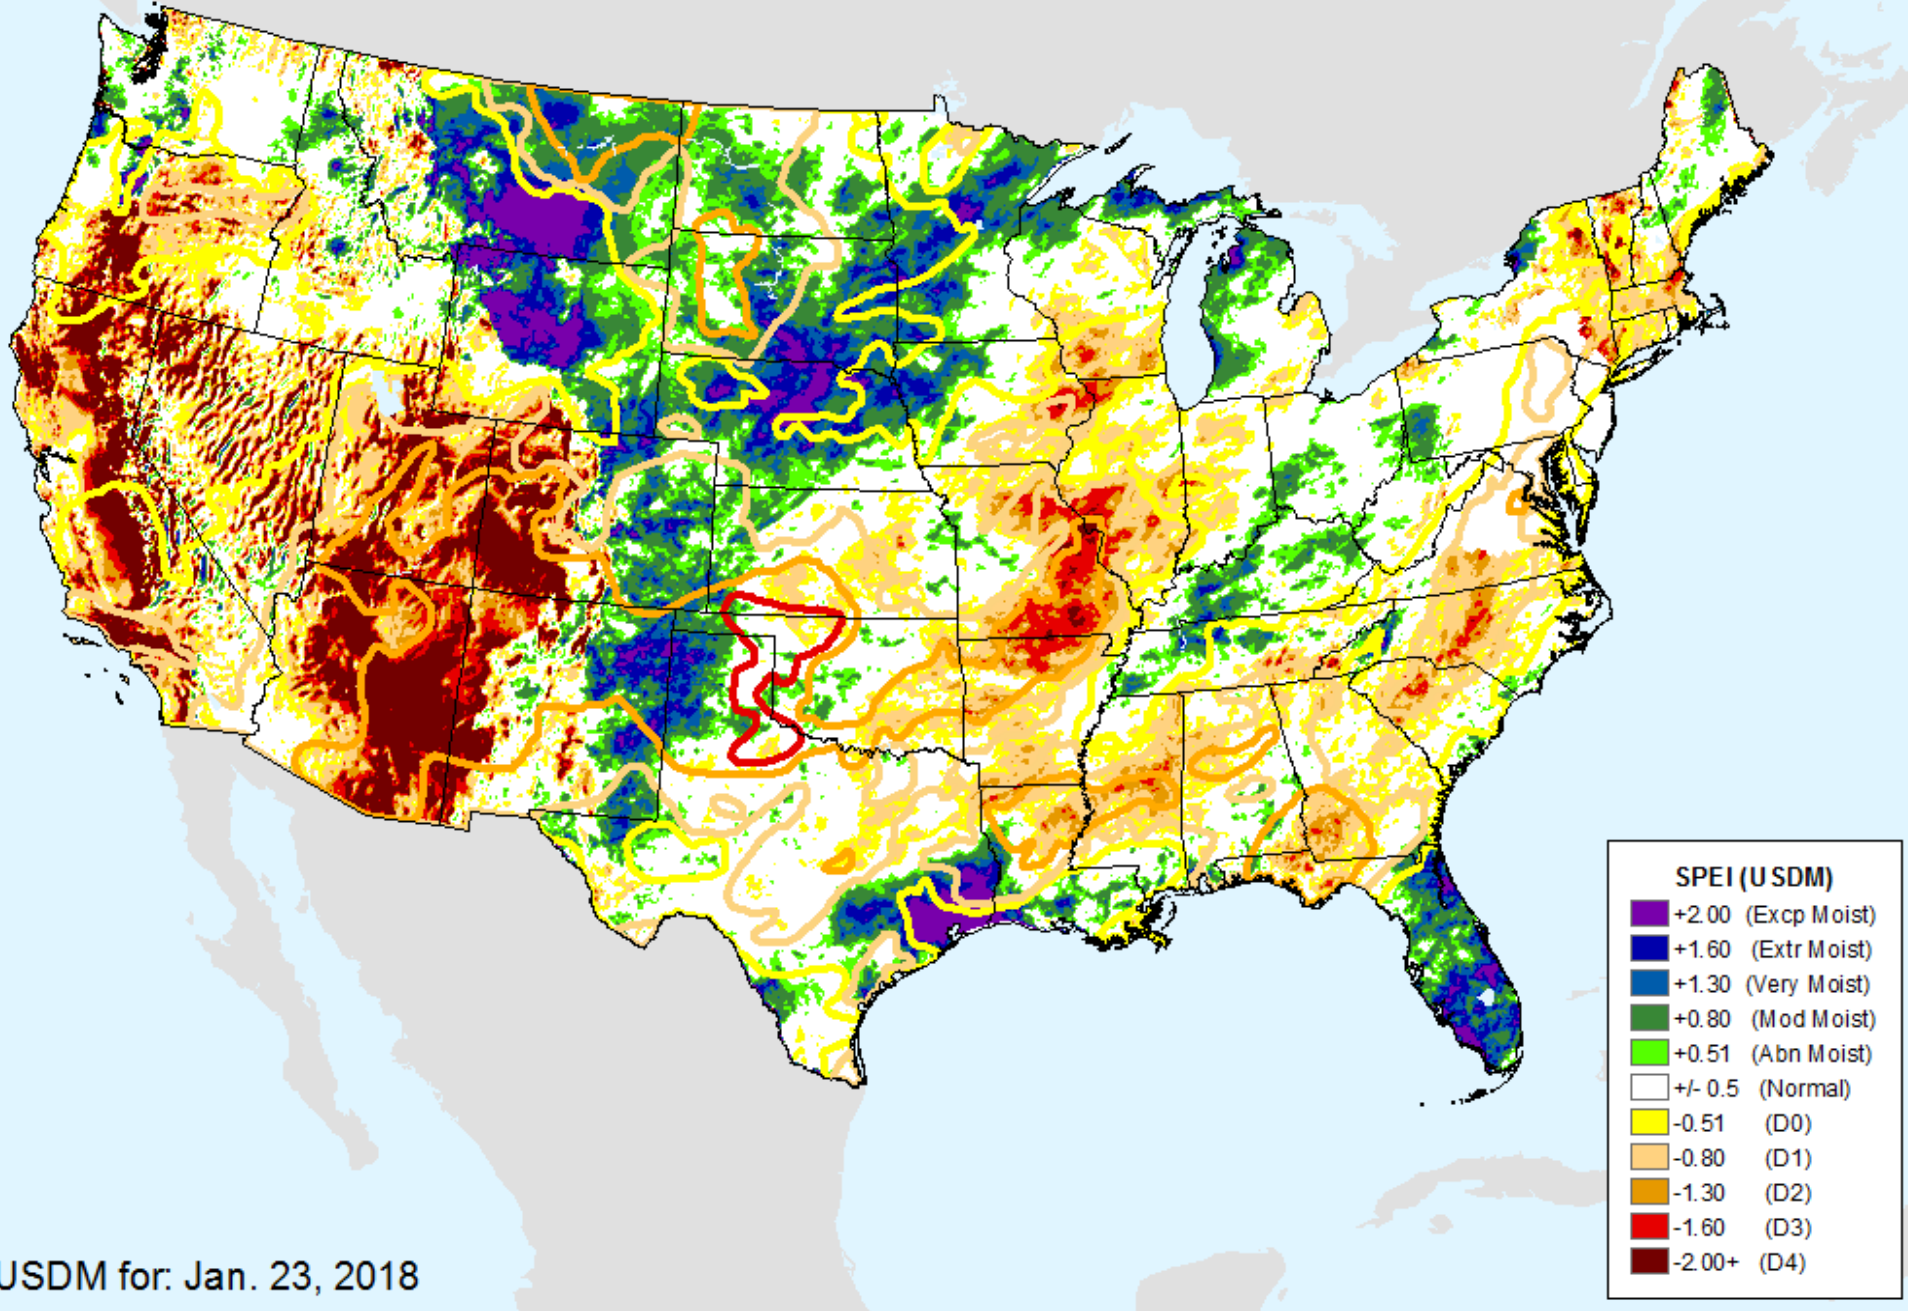 SPEI (USDM)
+2.00 (Excp Moist)
+1.60 (Extr Moist)
+1.30 (Very Moist)
+0.80 (Mod Moist)
+0.51 (Abn Moist)
+/- 0.5 (Normal)
-0.51 (D0)
-0.80 (D1)
-1.30 (D2)
-1.60 (D3)
-2.00+ (D4)
USDM for: Jan. 23, 2018